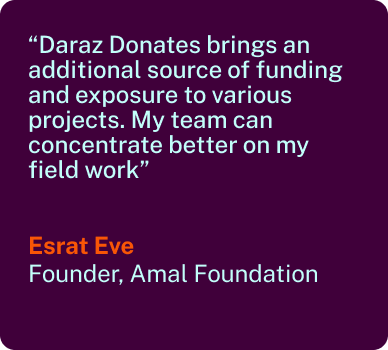 “Daraz Donates brings an
additional source of funding
and exposure to various
projects. My team can
concentrate better on my
field work”
Esrat Eve
Founder, Amal Foundation